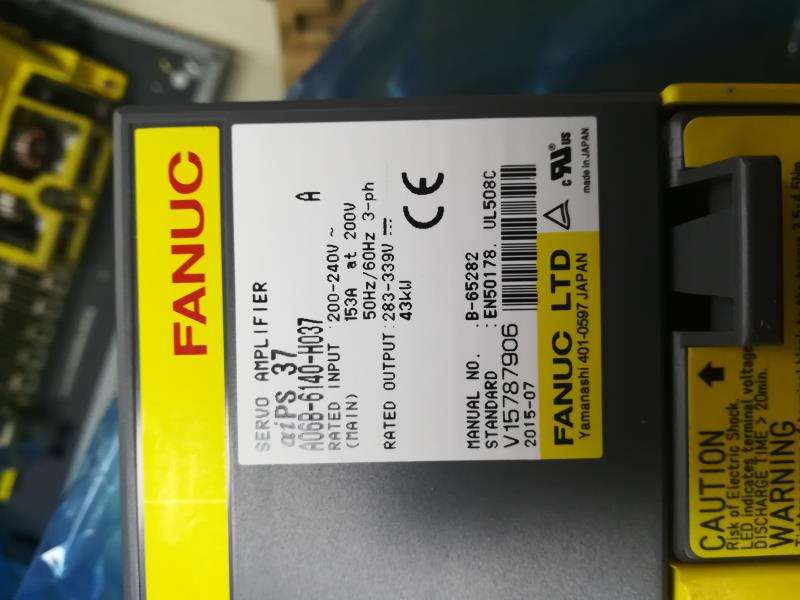 FANUC
SERVO AMPLIFIER
αiPS 37
A06B-6140-H037 A
RATED INPUT : 200-240V ~
(MAIN) 153A at 200V
50Hz/60Hz 3-ph
RATED OUTPUT : 283-339V
43kW
CE
MANUAL NO. : B-65282
STANDARD : EN50178, UL508C
V15787906
2015-07
FANUC LTD
Yamanashi 401-0597 JAPAN
c UL us
made in JAPAN
CAUTION
Risk of Electric Shock.
LED indicates terminal voltage
DISCHARGE TIME > 20min.
WARNING